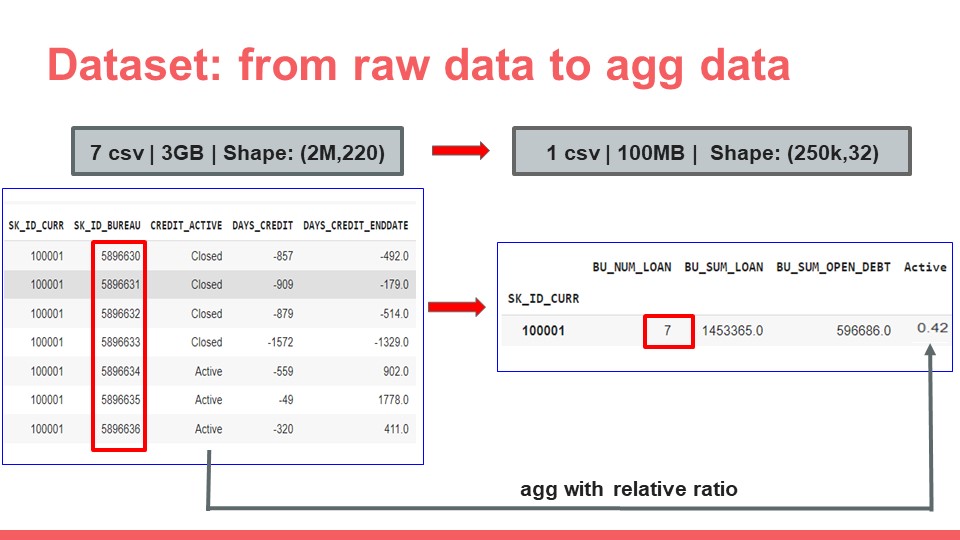 Dataset: from raw data to agg data
7 csv | 3GB | Shape: (2M,220)
1 csv | 100MB | Shape: (250k,32)
SK_ID_CURR SK_ID_BUREAU CREDIT_ACTIVE DAYS_CREDIT DAYS_CREDIT_ENDDATE
100001 5896630 Closed -857 -492.0
100001 5896631 Closed -909 -179.0
100001 5896632 Closed -879 -514.0
100001 5896633 Closed -1572 -1329.0
100001 5896634 Active -559 902.0
100001 5896635 Active -49 1778.0
100001 5896636 Active -320 411.0
BU_NUM_LOAN BU_SUM_LOAN BU_SUM_OPEN_DEBT Active
SK_ID_CURR
100001 7 1453365.0 596686.0 0.42
agg with relative ratio